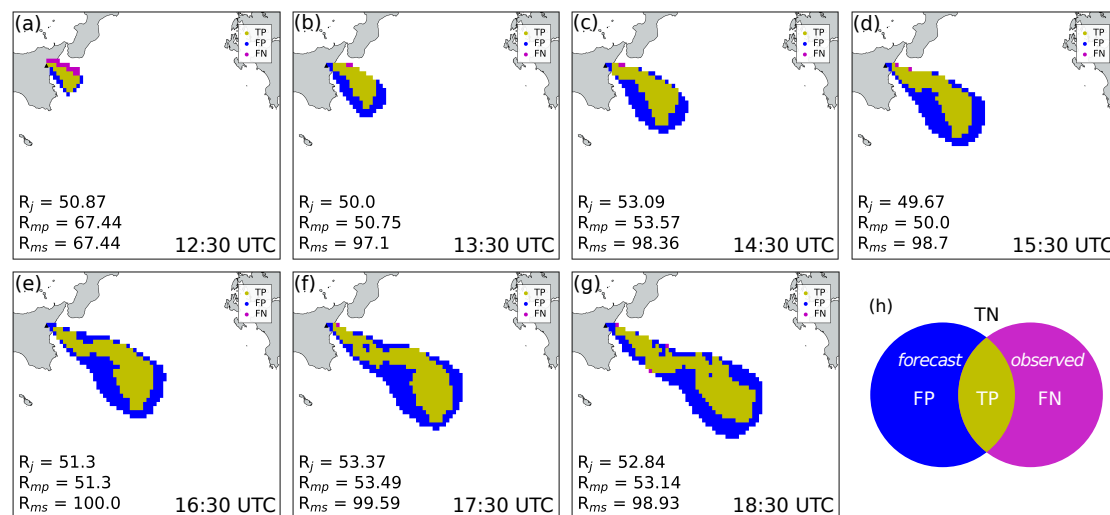 (a)
TP
FP
FN
R_j = 50.87
R_mp = 67.44
R_ms = 67.44
12:30 UTC
(b)
TP
FP
FN
R_j = 50.0
R_mp = 50.75
R_ms = 97.1
13:30 UTC
(c)
TP
FP
FN
R_j = 53.09
R_mp = 53.57
R_ms = 98.36
14:30 UTC
(d)
TP
FP
FN
R_j = 49.67
R_mp = 50.0
R_ms = 98.7
15:30 UTC
(e)
TP
FP
FN
R_j = 51.3
R_mp = 51.3
R_ms = 100.0
16:30 UTC
(f)
TP
FP
FN
R_j = 53.37
R_mp = 53.49
R_ms = 99.59
17:30 UTC
(g)
TP
FP
FN
R_j = 52.84
R_mp = 53.14
R_ms = 98.93
18:30 UTC
(h)
TN
forecast
observed
FP
TP
FN